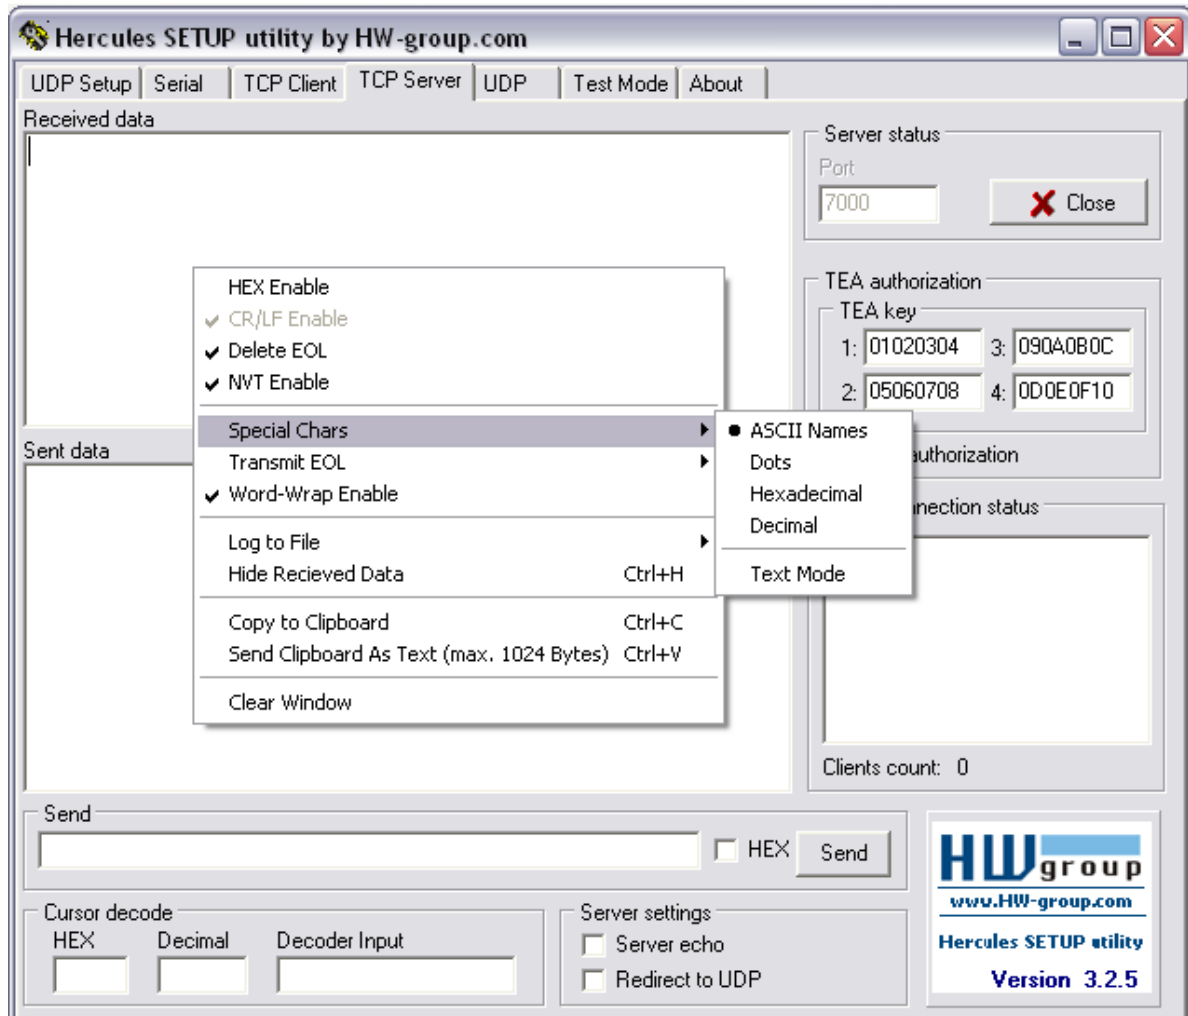 Hercules SETUP utility by HW-group.com
UDP Setup Serial TCP Client TCP Server UDP Test Mode About
Received data
Server status
Port
7000 Close
TEA authorization
TEA key
1: 01020304 3: 090A0B0C
2: 05060708 4: 0D0E0F10
authorization
nnection status
Clients count: 0
HEX Enable
CR/LF Enable
Delete EOL
NVT Enable
Special Chars
Transmit EOL
Word-Wrap Enable
Log to File
Hide Recieved Data Ctrl+H
Copy to Clipboard Ctrl+C
Send Clipboard As Text (max. 1024 Bytes) Ctrl+V
Clear Window
ASCII Names
Dots
Hexadecimal
Decimal
Text Mode
Sent data
Send
HEX Send
Cursor decode
HEX Decimal Decoder Input
Server settings
Server echo
Redirect to UDP
HW group
www.HW-group.com
Hercules SETUP utility
Version 3.2.5